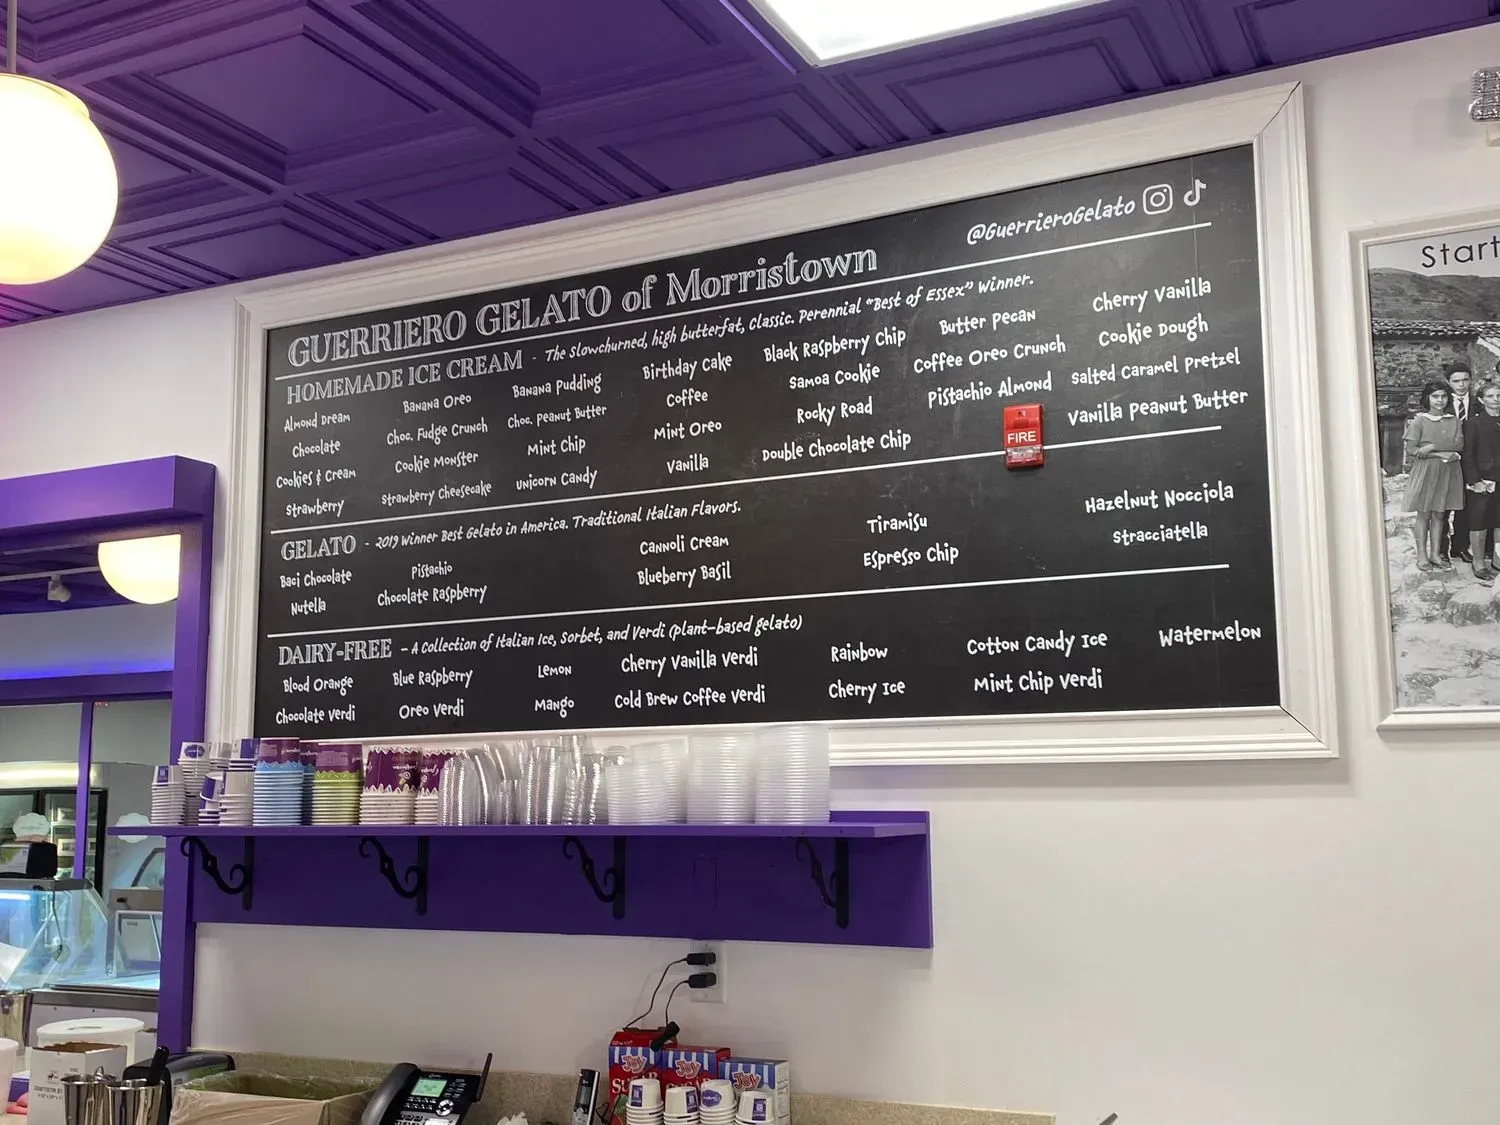 @GuerrieroGelato
GUERRIERO GELATO of Morristown
HOMEMADE ICE CREAM - The slowchurned, high butterfat, classic. Perennial "Best of Essex" winner.
Almond Dream
Chocolate
Cookies & Cream
Strawberry
Banana Oreo
Choc. Fudge Crunch
Cookie Monster
Strawberry Cheesecake
Banana Pudding
Choc. Peanut Butter
Mint Chip
Unicorn Candy
Birthday Cake
Coffee
Mint Oreo
Vanilla
Black Raspberry Chip
Samoa Cookie
Rocky Road
Double Chocolate Chip
Butter Pecan
Coffee Oreo Crunch
Pistachio Almond
Cherry Vanilla
Cookie Dough
Salted Caramel Pretzel
Vanilla Peanut Butter
FIRE
GELATO - 2019 Winner Best Gelato in America. Traditional Italian Flavors.
Baci Chocolate
Nutella
Pistachio
Chocolate Raspberry
Cannoli Cream
Blueberry Basil
Tiramisu
Espresso Chip
Hazelnut Nocciola
Stracciatella
DAIRY-FREE - A Collection of Italian Ice, Sorbet, and Verdi (plant-based gelato)
Blood Orange
Chocolate Verdi
Blue Raspberry
Oreo Verdi
Lemon
Mango
Cherry Vanilla Verdi
Cold Brew Coffee Verdi
Rainbow
Cherry Ice
Cotton Candy Ice
Mint Chip Verdi
Watermelon
Start
JOY
JOY
JOY